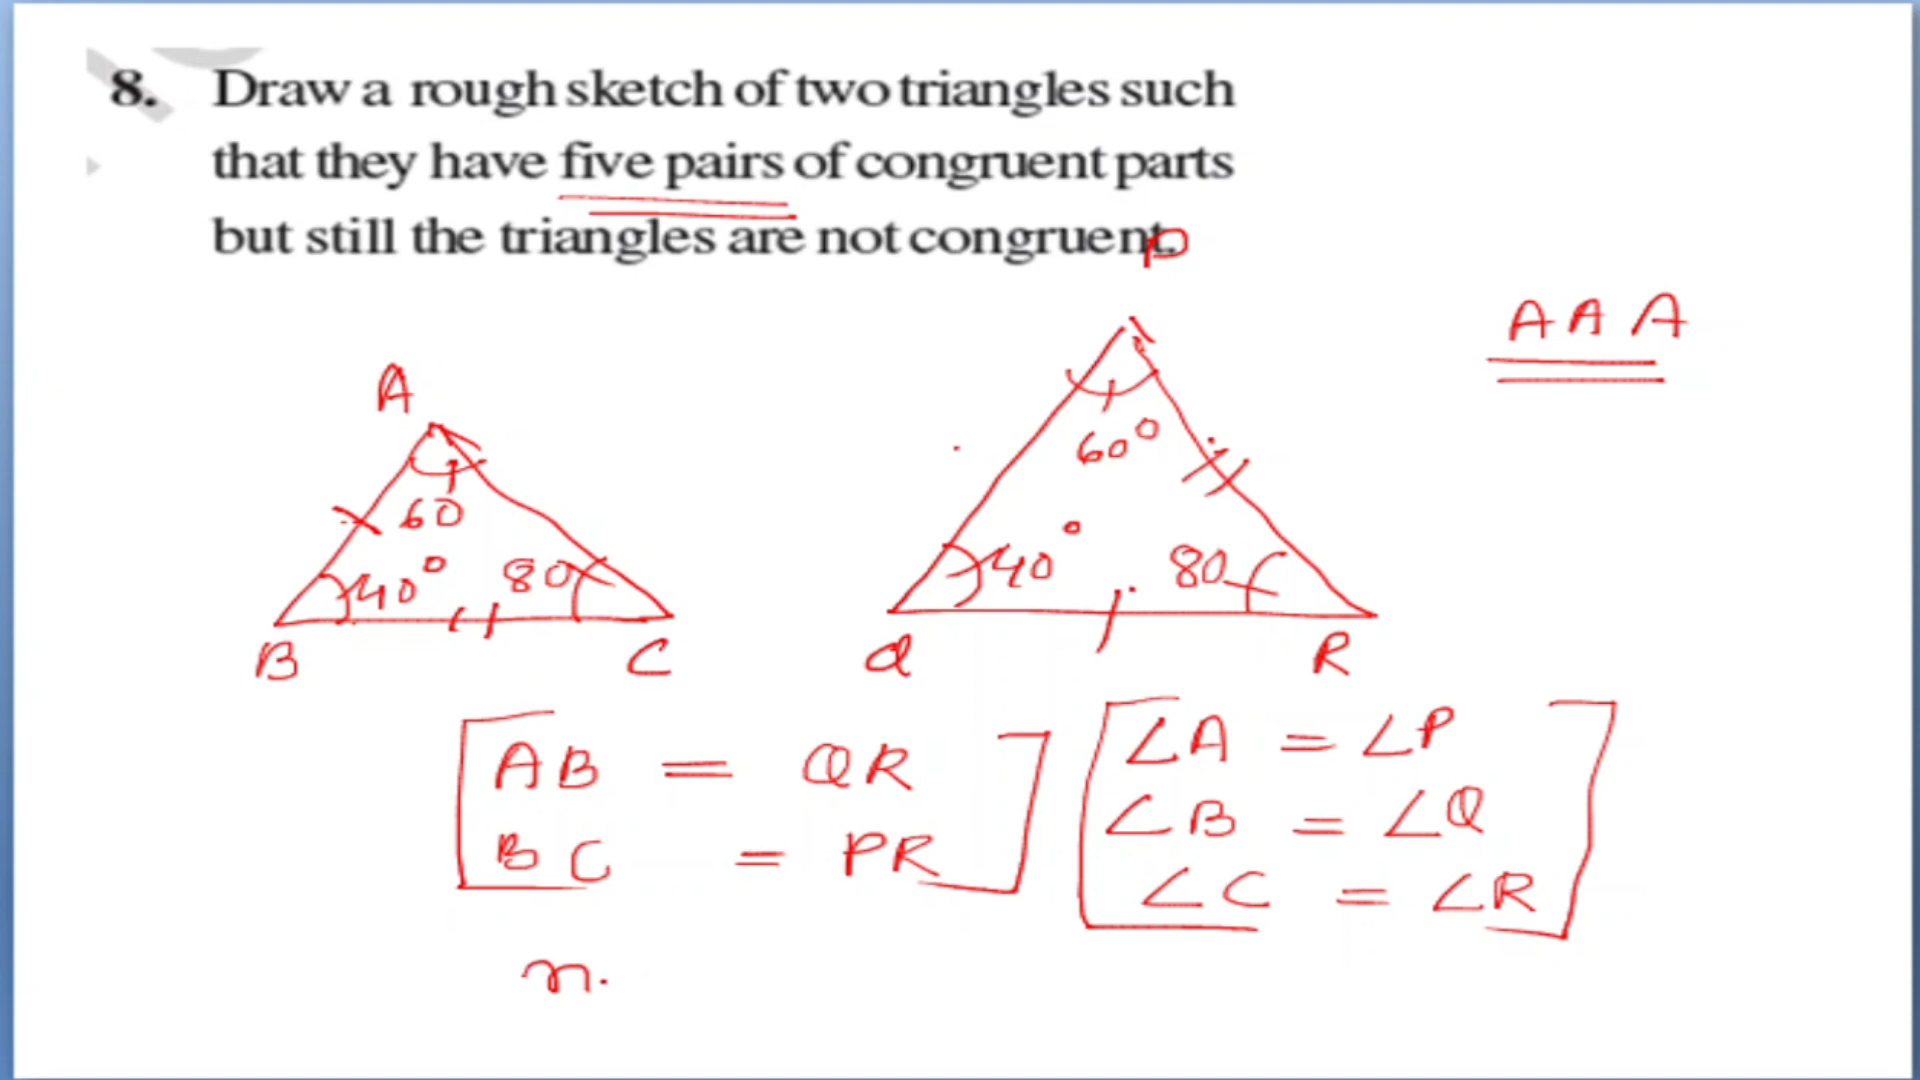 8. Draw a rough sketch of two triangles such
that they have five pairs of congruent parts
but still the triangles are not congruent.
P
A A A
A
60°
60
40° 80
40° 80
B C Q R
AB = QR
BC = PR
∠A = ∠P
∠B = ∠Q
∠C = ∠R
n.